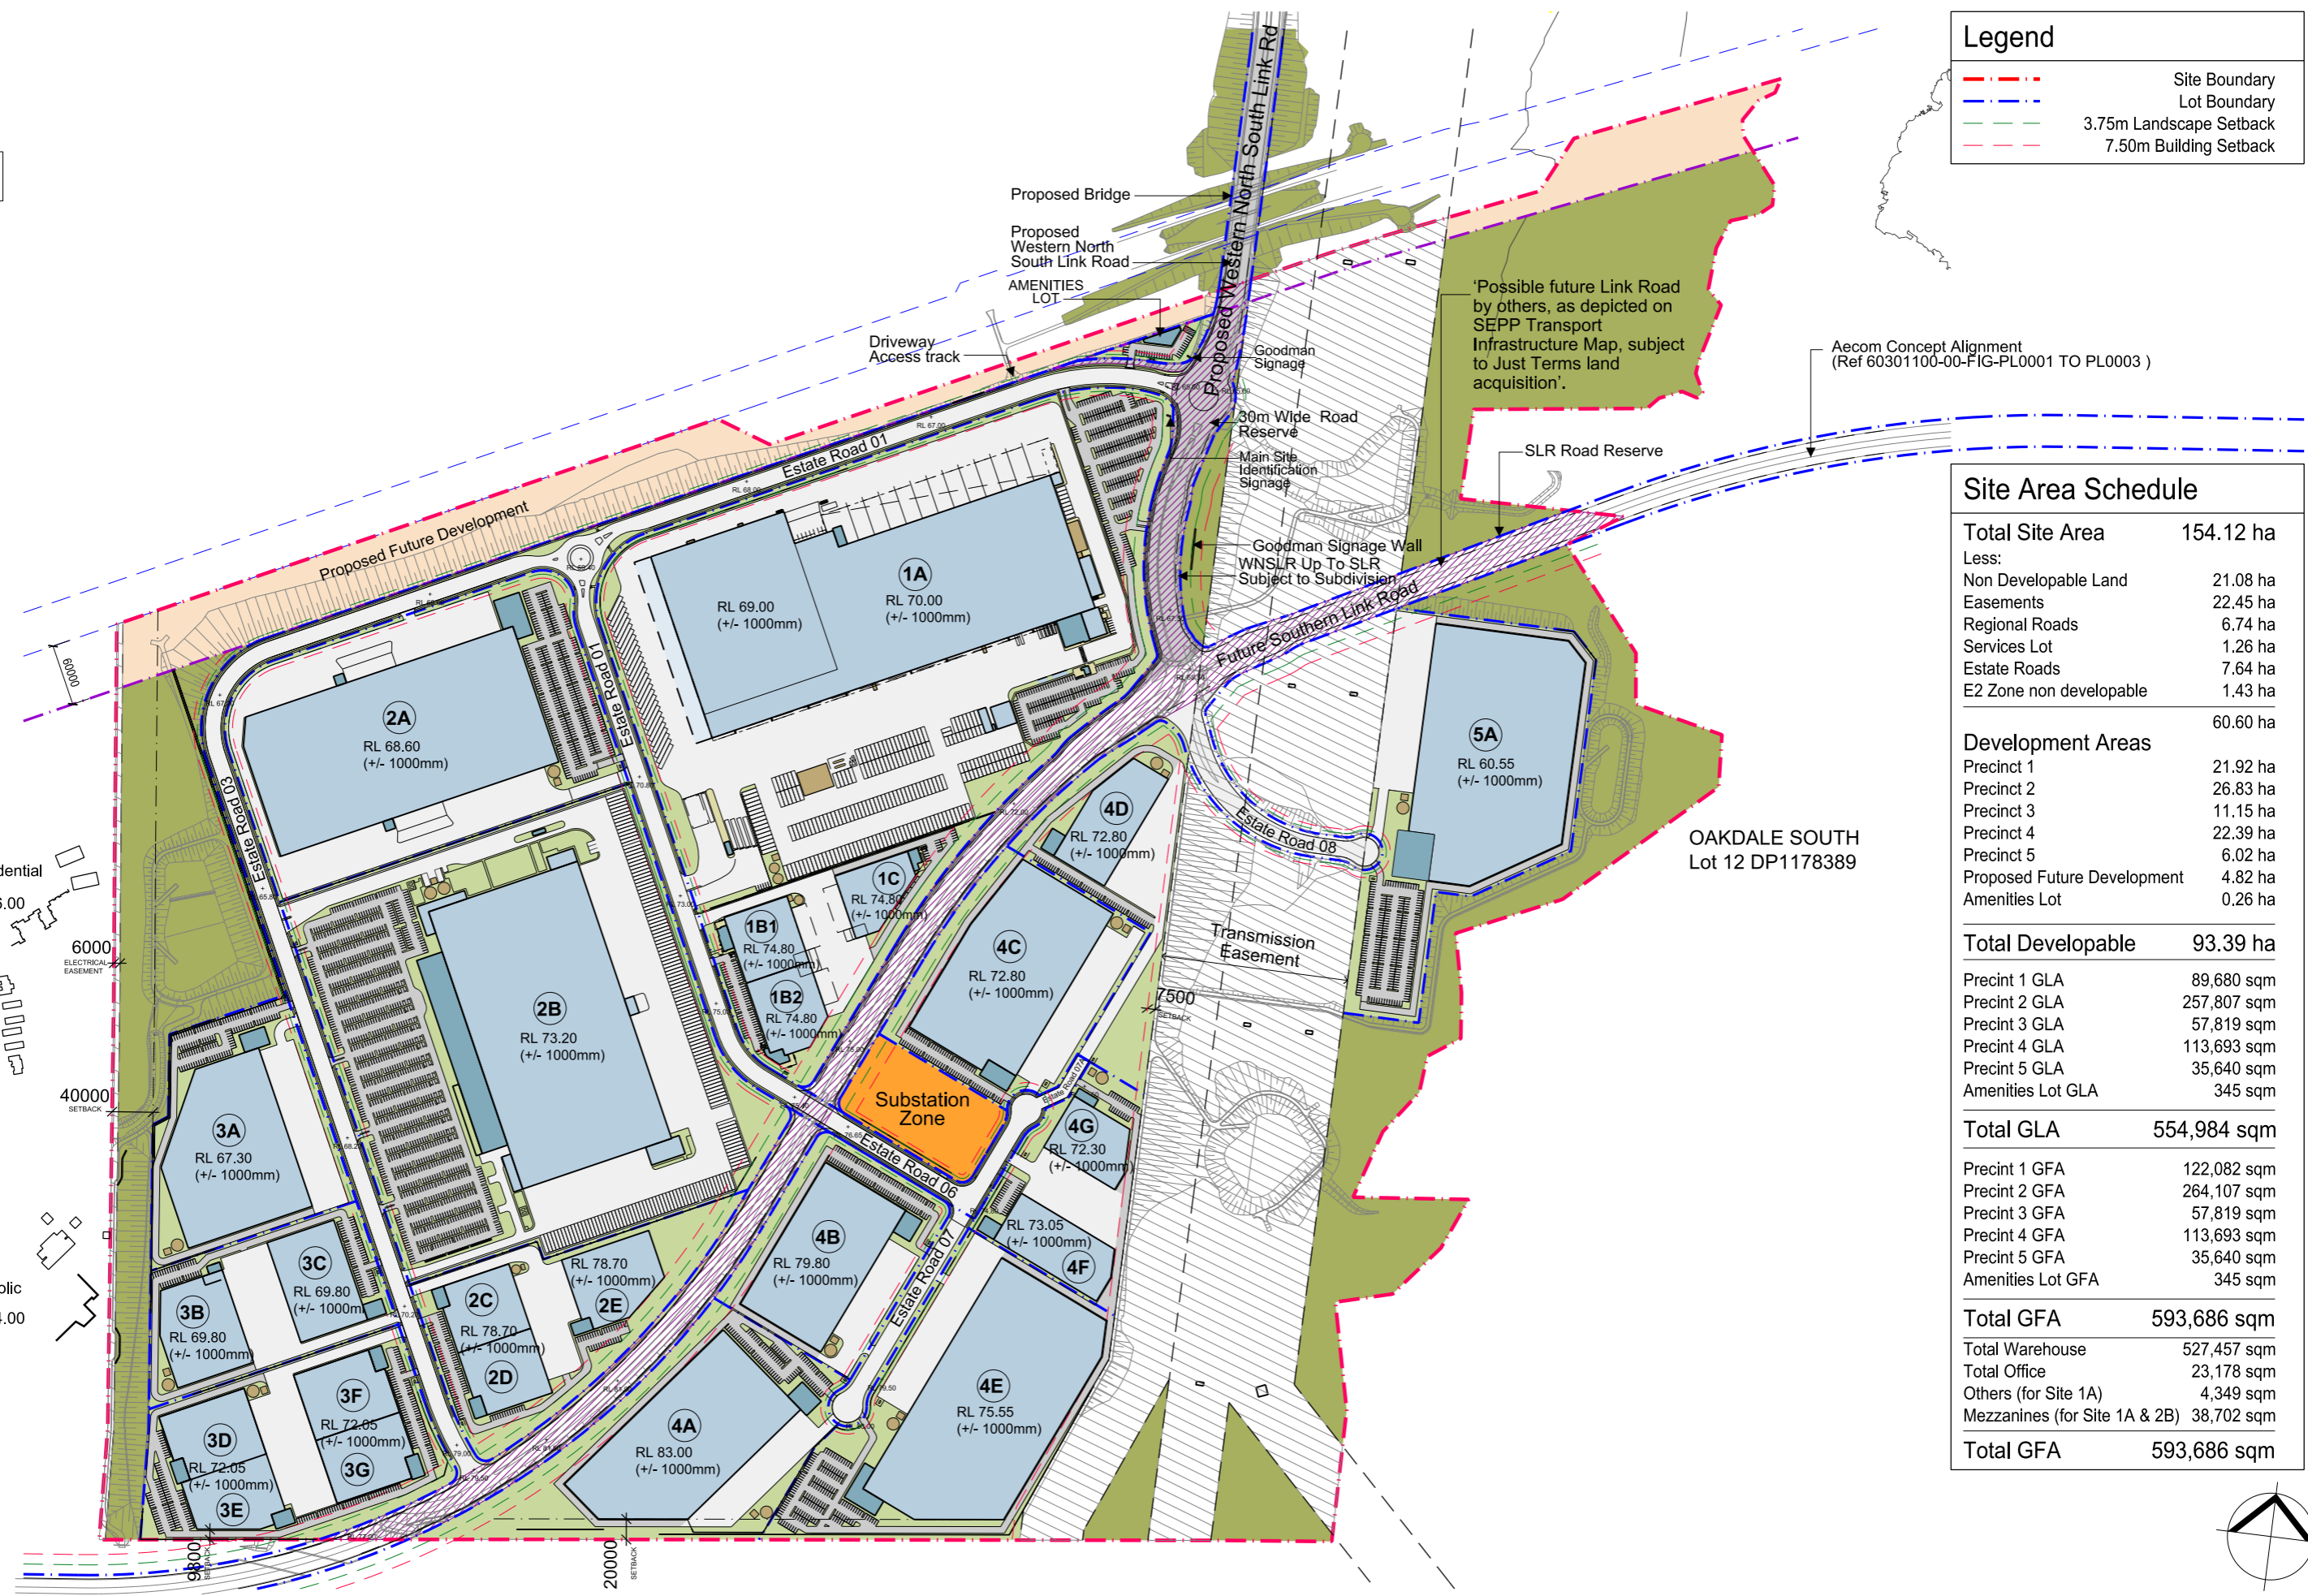 Legend
Site Boundary
Lot Boundary
3.75m Landscape Setback
7.50m Building Setback
Proposed Western North South Link Rd
Proposed Bridge
Proposed
Western North
South Link Road
AMENITIES
LOT
Driveway
Access track
Goodman
Signage
'Possible future Link Road
by others, as depicted on
SEPP Transport
Infrastructure Map, subject
to Just Terms land
acquisition'.
Aecom Concept Alignment
(Ref 60301100-00-FIG-PL0001 TO PL0003 )
30m Wide Road
Reserve
Main Site
Identification
Signage
SLR Road Reserve
Goodman Signage Wall
WNSLR Up To SLR
Subject to Subdivision
Future Southern Link Road
Proposed Future Development
Estate Road 01
RL 67.00
RL 68.00
1A
RL 70.00
(+/- 1000mm)
RL 69.00
(+/- 1000mm)
Estate Road 01
2A
RL 68.60
(+/- 1000mm)
Estate Road 03
60000
5A
RL 60.55
(+/- 1000mm)
4D
RL 72.80
(+/- 1000mm)
Estate Road 08
OAKDALE SOUTH
Lot 12 DP1178389
1C
RL 74.80
(+/- 1000mm)
1B1
RL 74.80
(+/- 1000mm)
1B2
RL 74.80
(+/- 1000mm)
4C
RL 72.80
(+/- 1000mm)
Transmission
Easement
7500
SETBACK
2B
RL 73.20
(+/- 1000mm)
dential
6.00
6000
ELECTRICAL
EASEMENT
40000
SETBACK
Substation
Zone
Estate Road 07A
4G
RL 72.30
(+/- 1000mm)
3A
RL 67.30
(+/- 1000mm)
Estate Road 06
4B
RL 79.80
(+/- 1000mm)
Estate Road 07
RL 73.05
(+/- 1000mm)
4F
3C
RL 69.80
(+/- 1000mm
3B
RL 69.80
(+/- 1000mm)
RL 78.70
(+/- 1000mm)
2E
2C
RL 78.70
(+/- 1000mm)
2D
olic
4.00
3F
RL 72.05
(+/- 1000mm)
3G
3D
RL 72.05
(+/- 1000mm)
3E
4A
RL 83.00
(+/- 1000mm)
4E
RL 75.55
(+/- 1000mm)
9800
SETBACK
20000
SETBACK
Site Area Schedule
Total Site Area 154.12 ha
Less:
Non Developable Land 21.08 ha
Easements 22.45 ha
Regional Roads 6.74 ha
Services Lot 1.26 ha
Estate Roads 7.64 ha
E2 Zone non developable 1.43 ha
60.60 ha
Development Areas
Precinct 1 21.92 ha
Precinct 2 26.83 ha
Precinct 3 11.15 ha
Precinct 4 22.39 ha
Precinct 5 6.02 ha
Proposed Future Development 4.82 ha
Amenities Lot 0.26 ha
Total Developable 93.39 ha
Precint 1 GLA 89,680 sqm
Precint 2 GLA 257,807 sqm
Precint 3 GLA 57,819 sqm
Precint 4 GLA 113,693 sqm
Precint 5 GLA 35,640 sqm
Amenities Lot GLA 345 sqm
Total GLA 554,984 sqm
Precint 1 GFA 122,082 sqm
Precint 2 GFA 264,107 sqm
Precint 3 GFA 57,819 sqm
Precint 4 GFA 113,693 sqm
Precint 5 GFA 35,640 sqm
Amenities Lot GFA 345 sqm
Total GFA 593,686 sqm
Total Warehouse 527,457 sqm
Total Office 23,178 sqm
Others (for Site 1A) 4,349 sqm
Mezzanines (for Site 1A & 2B) 38,702 sqm
Total GFA 593,686 sqm